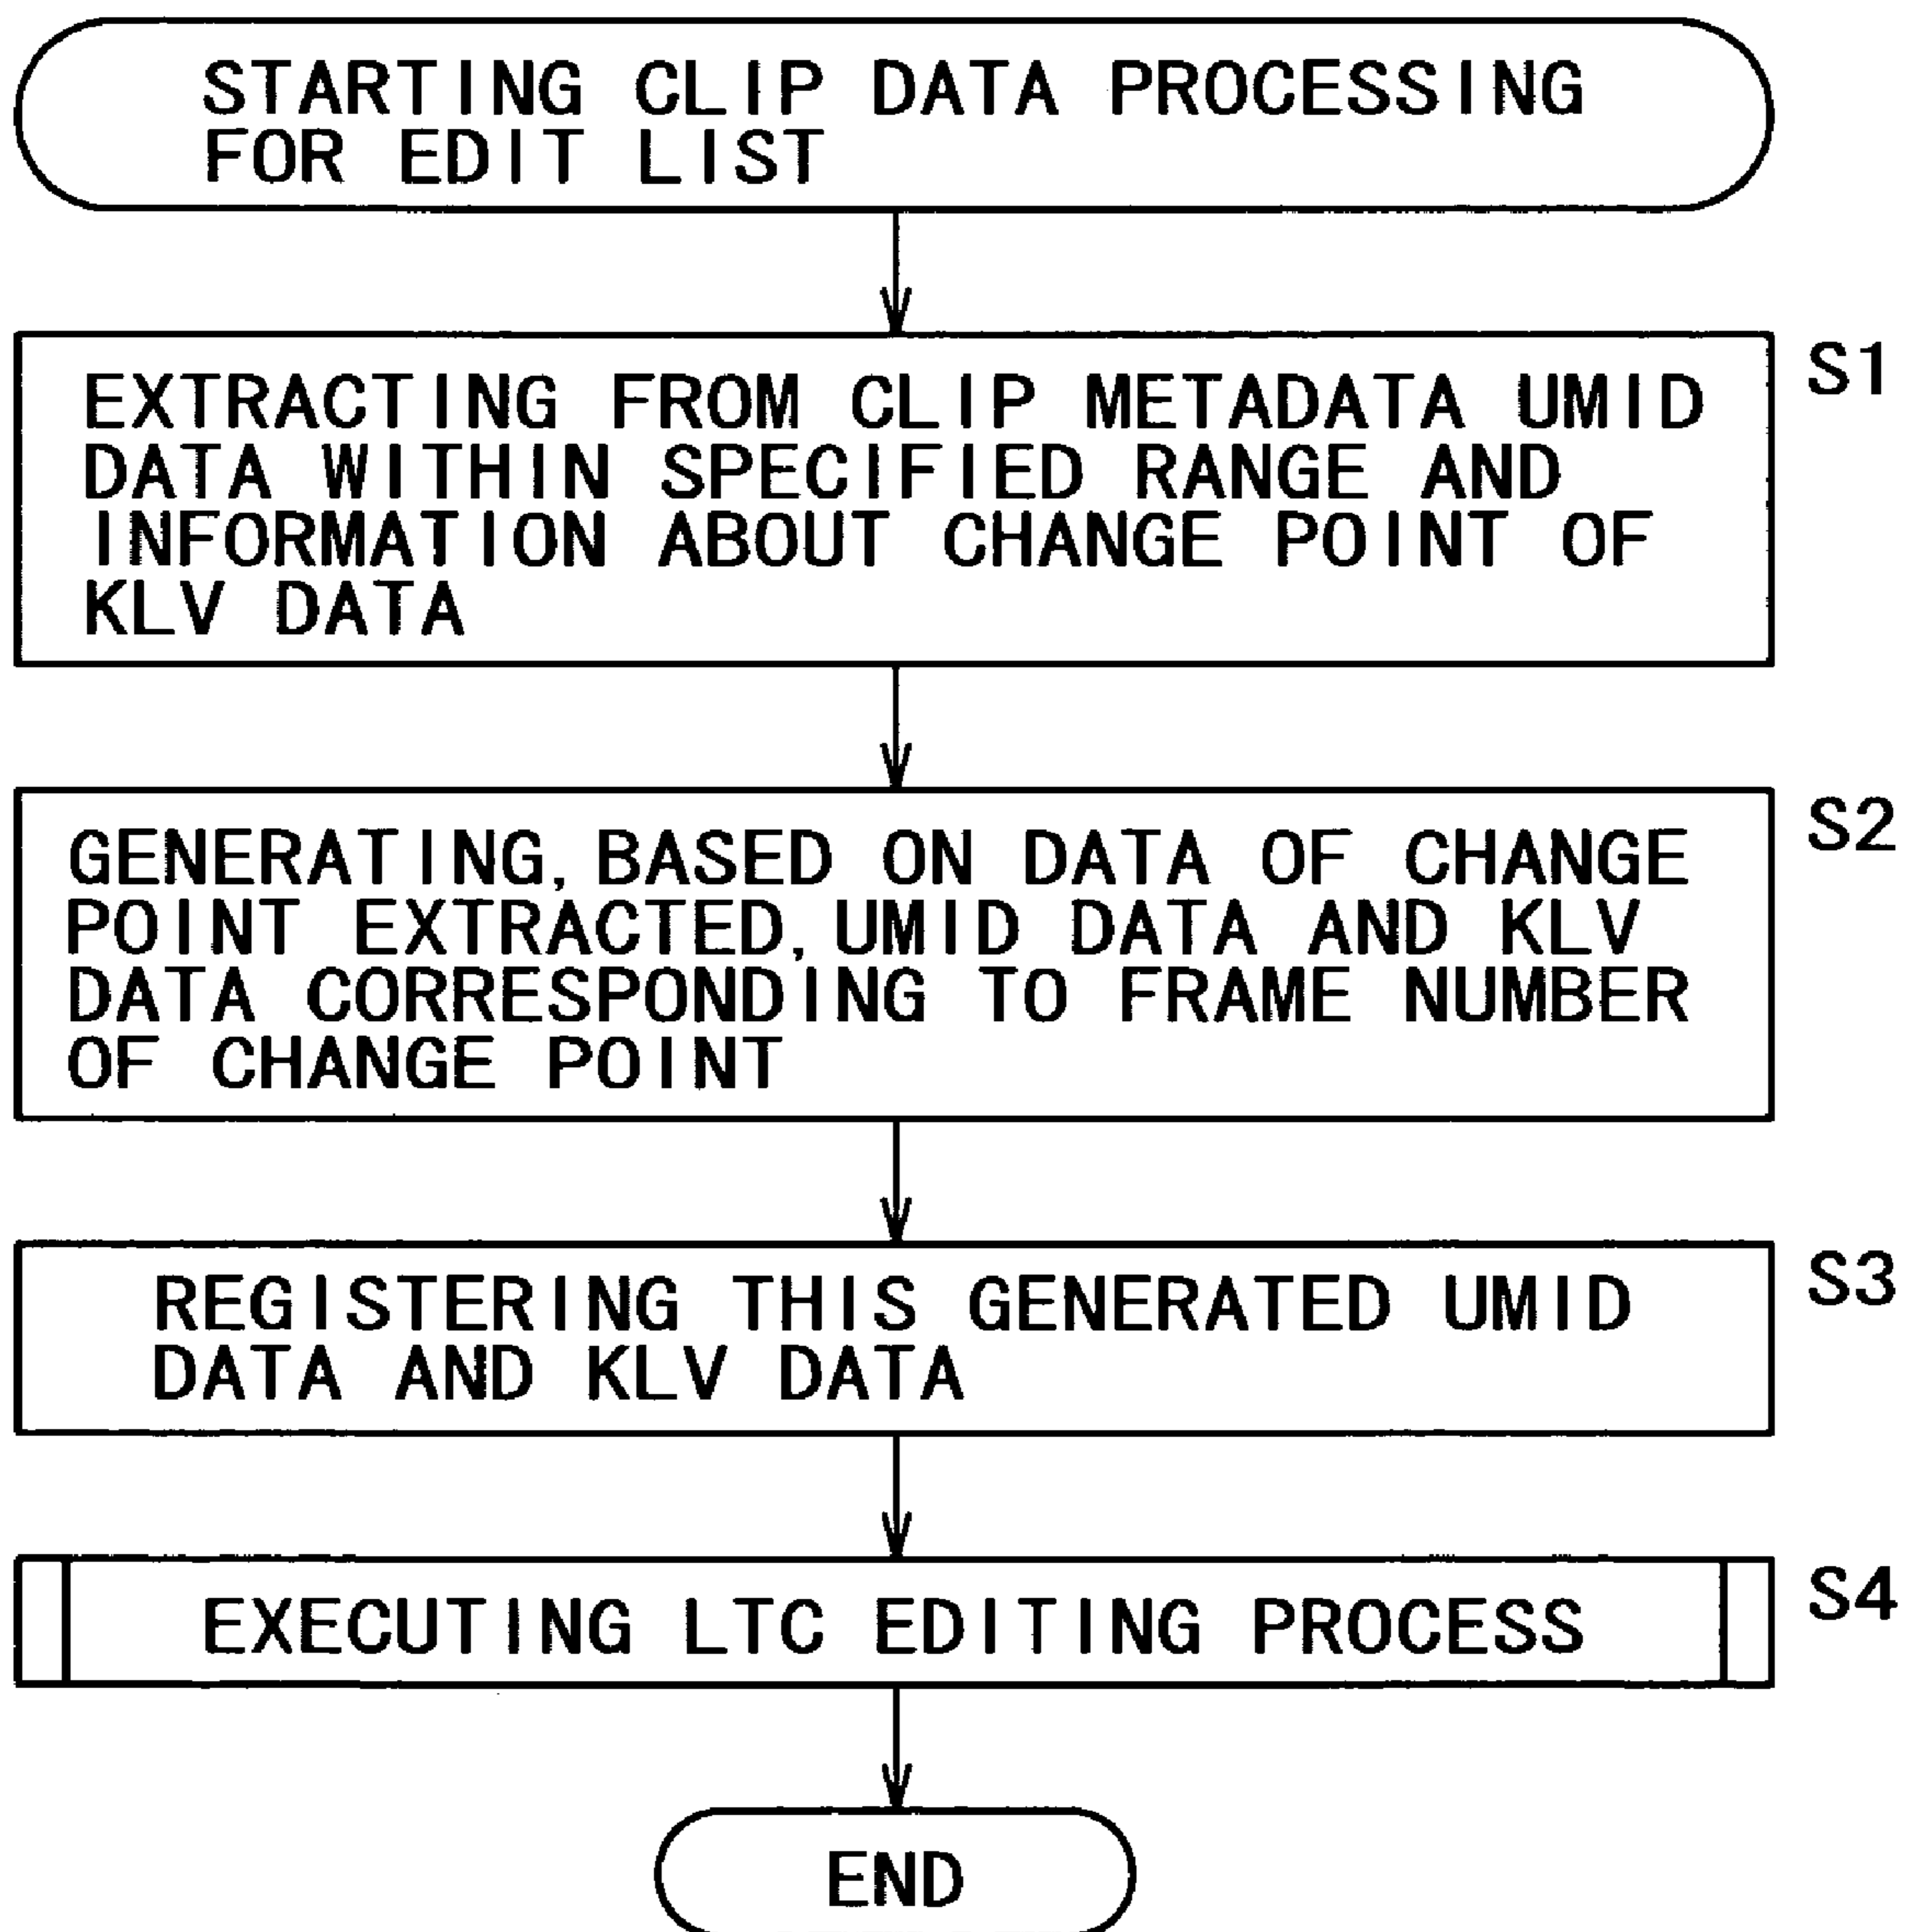 STARTING CLIP DATA PROCESSING
FOR EDIT LIST
S1
EXTRACTING FROM CLIP METADATA UMID
DATA WITHIN SPECIFIED RANGE AND
INFORMATION ABOUT CHANGE POINT OF
KLV DATA
S2
GENERATING, BASED ON DATA OF CHANGE
POINT EXTRACTED, UMID DATA AND KLV
DATA CORRESPONDING TO FRAME NUMBER
OF CHANGE POINT
S3
REGISTERING THIS GENERATED UMID
DATA AND KLV DATA
S4
EXECUTING LTC EDITING PROCESS
END